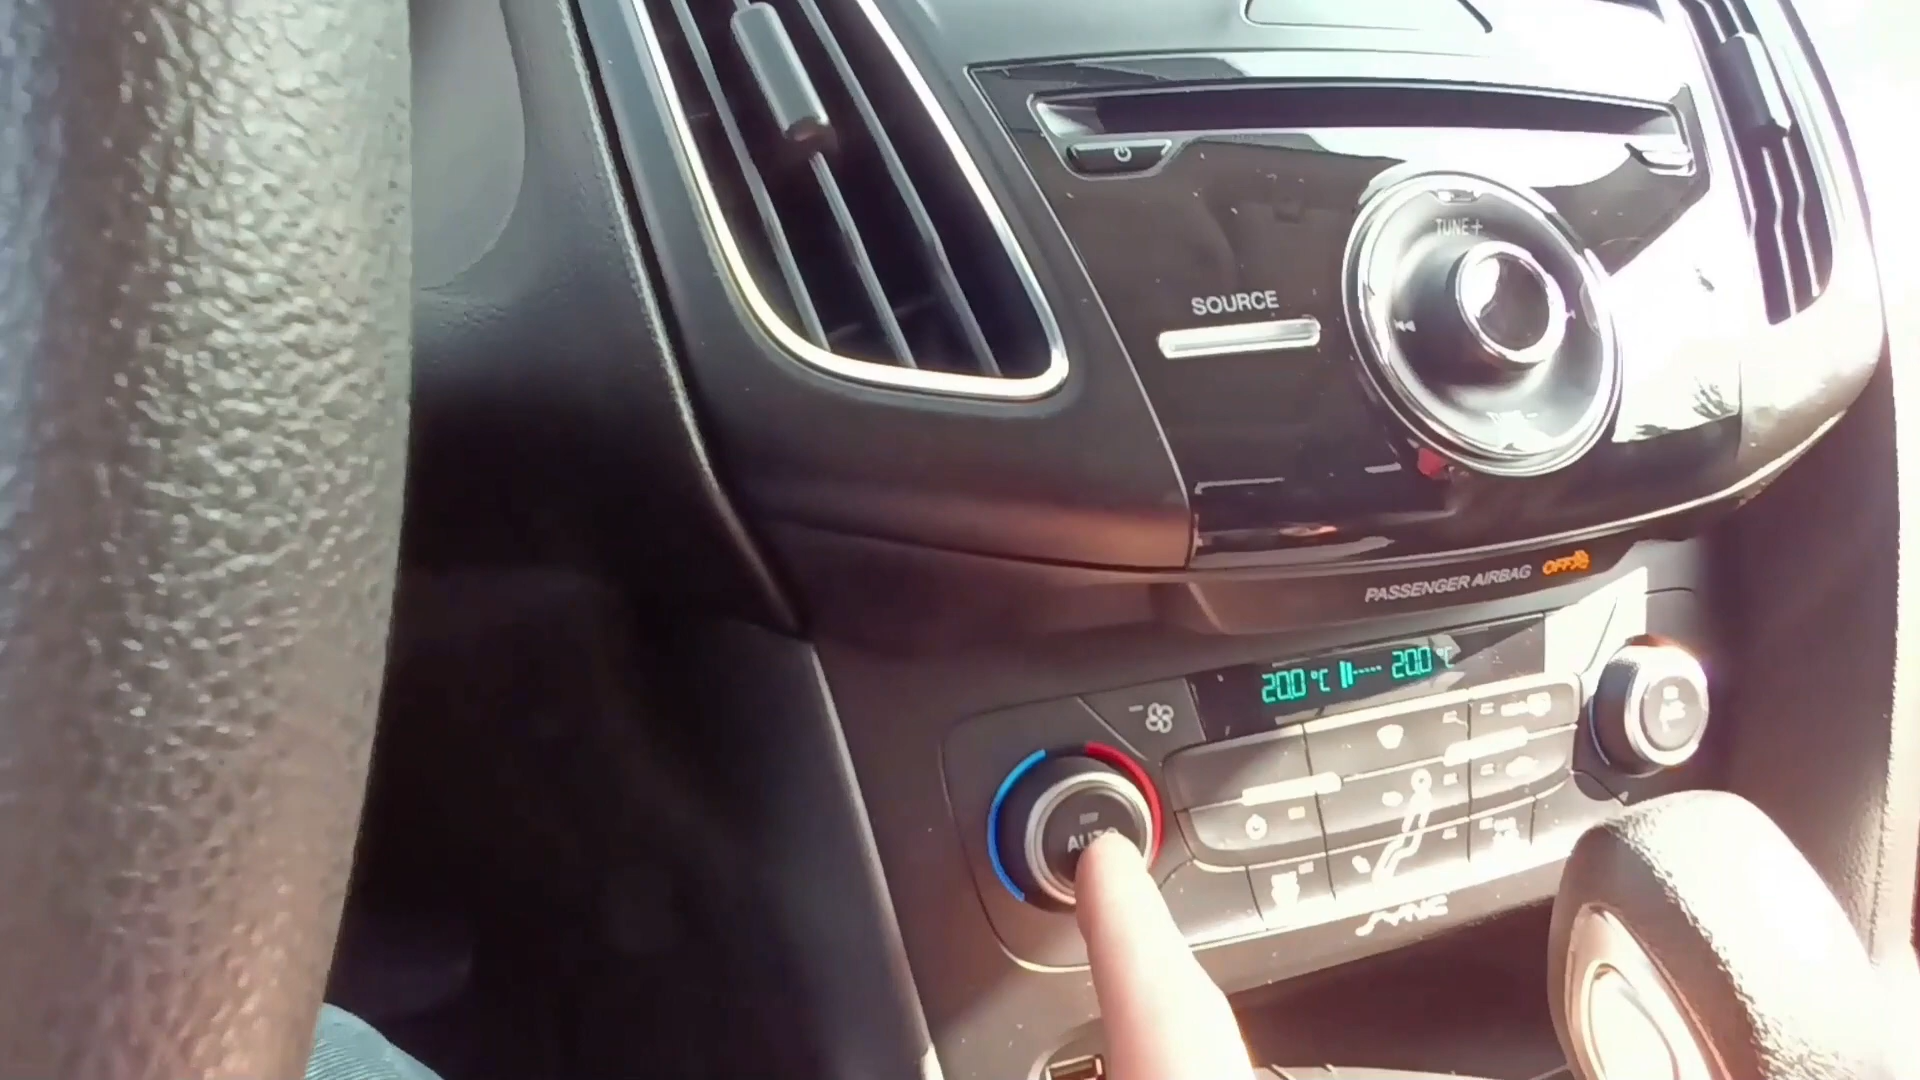 TUNE+
SOURCE
PASSENGER AIRBAG OFF
20.0 °C 20.0 °C
AUTO
SYNC